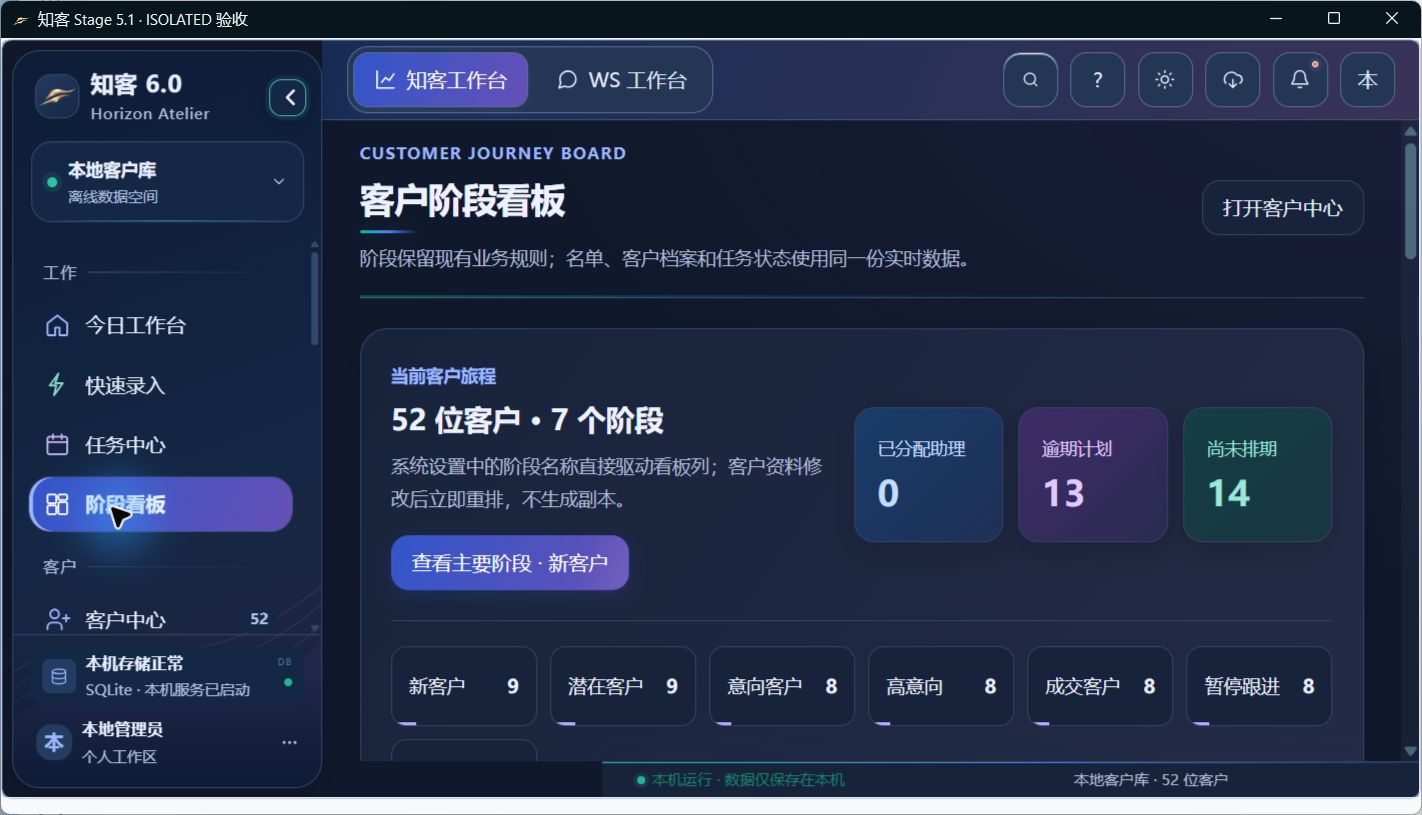 知客 Stage 5.1 · ISOLATED 验收
知客 6.0
Horizon Atelier
本地客户库
离线数据空间
工作
今日工作台
快速录入
任务中心
阶段看板
客户
客户中心 52
本机存储正常 DB
SQLite · 本机服务已启动
本 本地管理员
个人工作区
知客工作台 WS 工作台
? 本
CUSTOMER JOURNEY BOARD
客户阶段看板
打开客户中心
阶段保留现有业务规则；名单、客户档案和任务状态使用同一份实时数据。
当前客户旅程
52 位客户 • 7 个阶段
系统设置中的阶段名称直接驱动看板列；客户资料修
改后立即重排，不生成副本。
查看主要阶段 · 新客户
已分配助理
0
逾期计划
13
尚未排期
14
新客户 9
潜在客户 9
意向客户 8
高意向 8
成交客户 8
暂停跟进 8
本机运行 · 数据仅保存在本机
本地客户库 · 52 位客户